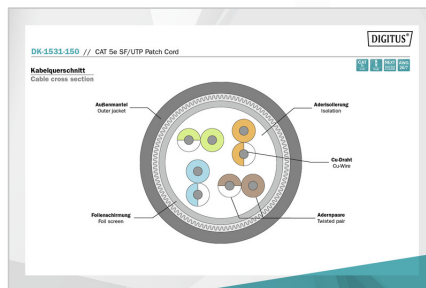 DIGITUS®
DK-1531-150 // CAT 5e SF/UTP Patch Cord
Kabelquerschnitt
Cable cross section
Außenmantel
Outer jacket
Aderisolierung
Isolation
Cu-Draht
Cu-Wire
Folienschirmung
Foil screen
Adernpaare
Twisted pair